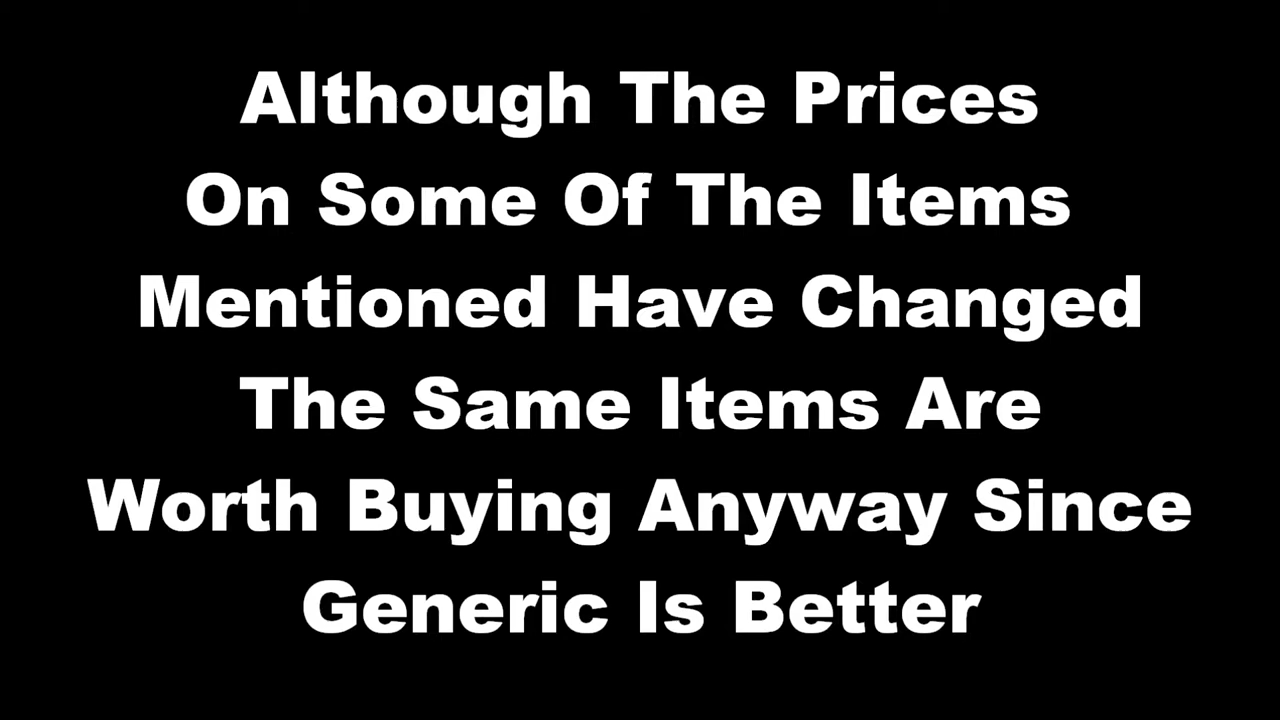 Although The Prices
On Some Of The Items
Mentioned Have Changed
The Same Items Are
Worth Buying Anyway Since
Generic Is Better